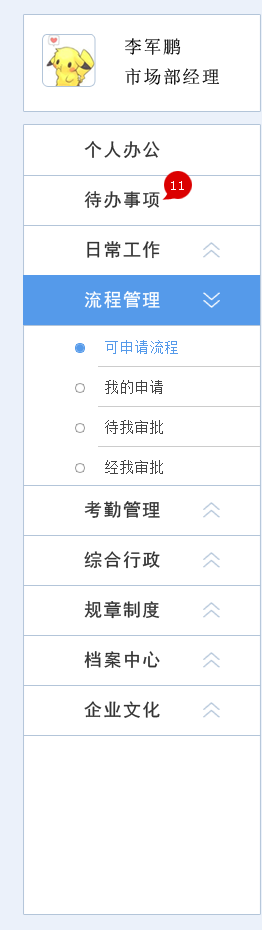 李军鹏
市场部经理
个人办公
待办事项 11
日常工作
流程管理
可申请流程
我的申请
待我审批
经我审批
考勤管理
综合行政
规章制度
档案中心
企业文化